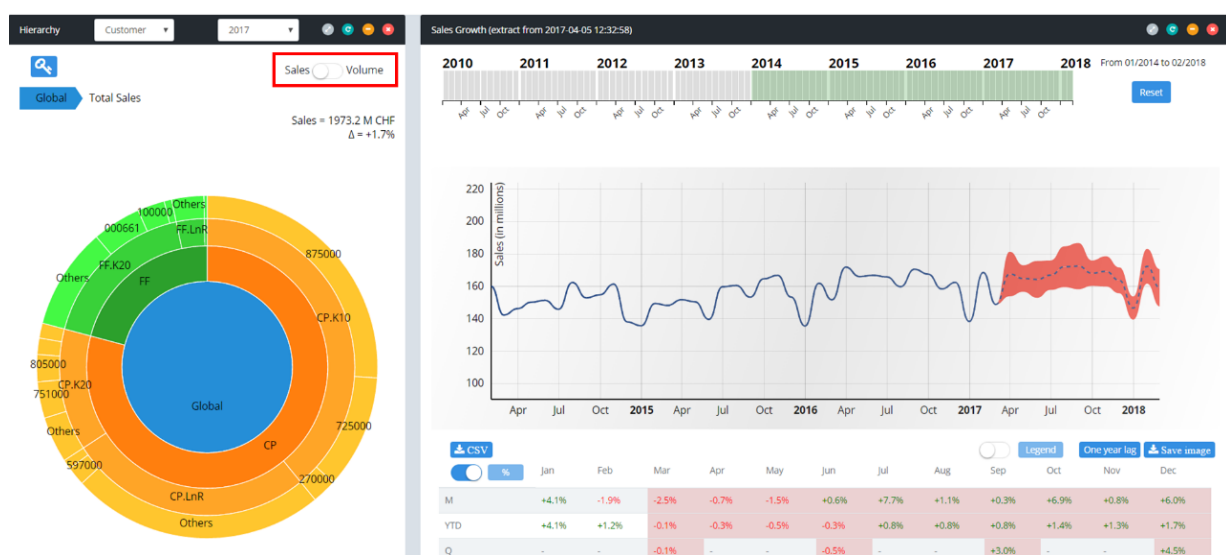 Hierarchy Customer 2017
Sales Volume
Global Total Sales
Sales = 1973.2 M CHF
Δ = +1.7%
Others
100000
000661
FF.LnR
875000
FF.K20
Others
FF
CP.K10
805000
CP.K20
751000
Global
725000
Others
CP
597000
270000
CP.LnR
Others
Sales Growth (extract from 2017-04-05 12:32:58)
2010 2011 2012 2013 2014 2015 2016 2017 2018 From 01/2014 to 02/2018
Reset
Apr Jul Oct Apr Jul Oct Apr Jul Oct Apr Jul Oct Apr Jul Oct Apr Jul Oct Apr Jul Oct Apr Jul Oct
Sales (in millions)
220
200
180
160
140
120
100
Apr Jul Oct 2015 Apr Jul Oct 2016 Apr Jul Oct 2017 Apr Jul Oct 2018
CSV Legend One year lag Save image
% Jan Feb Mar Apr May Jun Jul Aug Sep Oct Nov Dec
M +4.1% -1.9% -2.5% -0.7% -1.5% +0.6% +7.7% +1.1% +0.3% +6.9% +0.8% +6.0%
YTD +4.1% +1.2% -0.1% -0.3% -0.5% -0.3% +0.8% +0.8% +0.8% +1.4% +1.3% +1.7%
Q - - -0.1% - - -0.5% - - +3.0% - - +4.5%